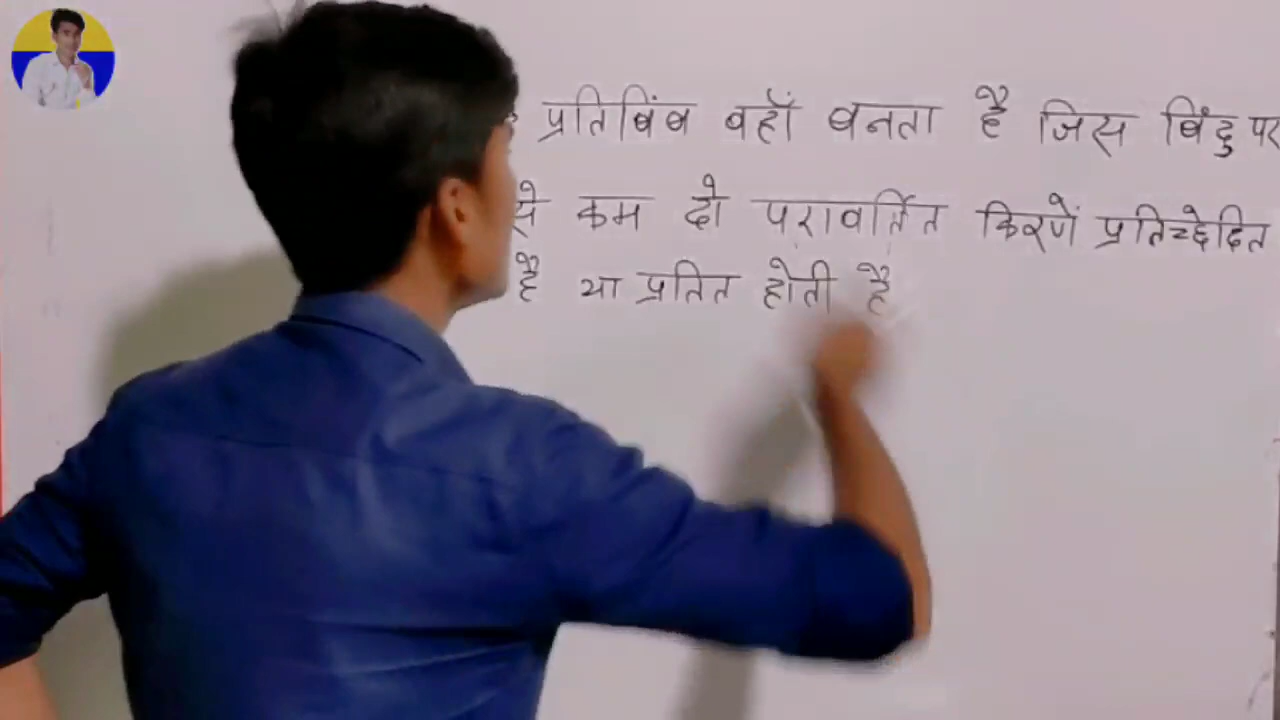 प्रतिबिंब वहाँ बनता है जिस बिंदु पर
से कम दो परावर्तित किरणें प्रतिच्छेदित
है या प्रतित होती है